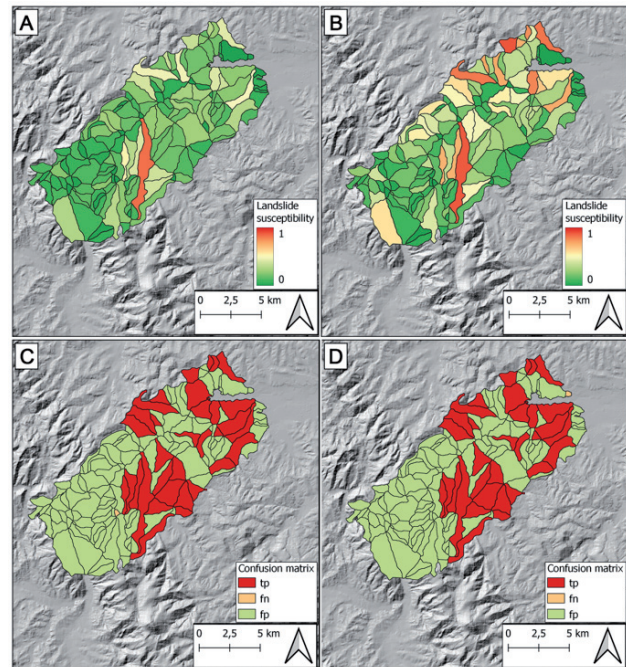 A
Landslide
susceptibility
1
0
0 2,5 5 km
B
Landslide
susceptibility
1
0
0 2,5 5 km
C
Confusion matrix
tp
fn
fp
0 2,5 5 km
D
Confusion matrix
tp
fn
fp
0 2,5 5 km